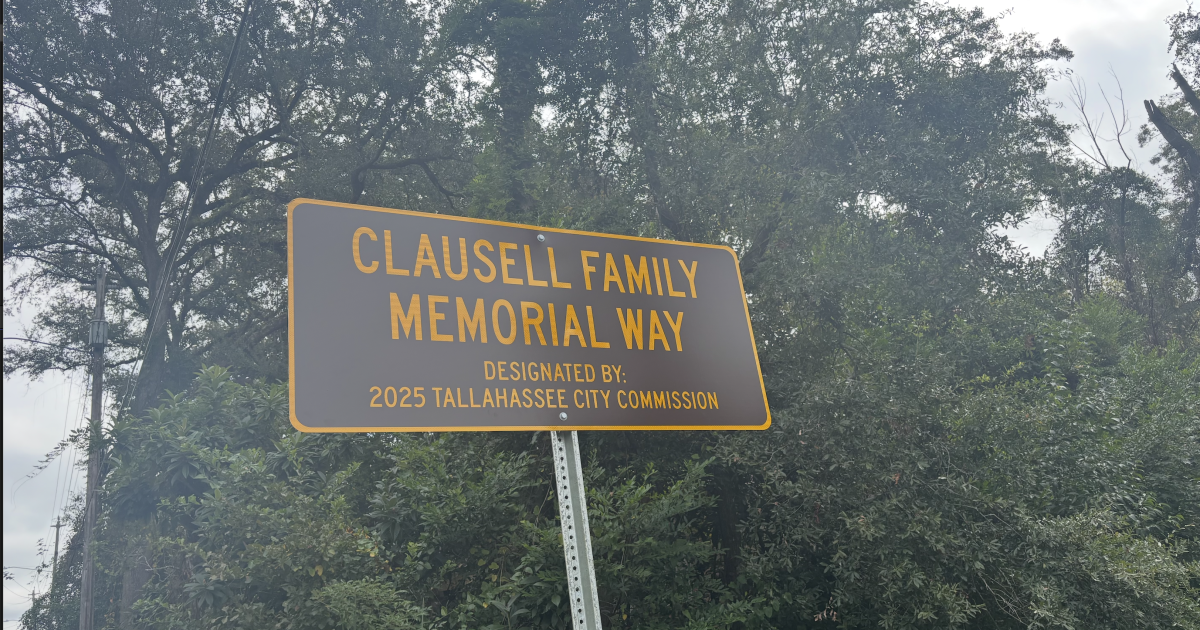 CLAUSELL FAMILY
MEMORIAL WAY
DESIGNATED BY:
2025 TALLAHASSEE CITY COMMISSION